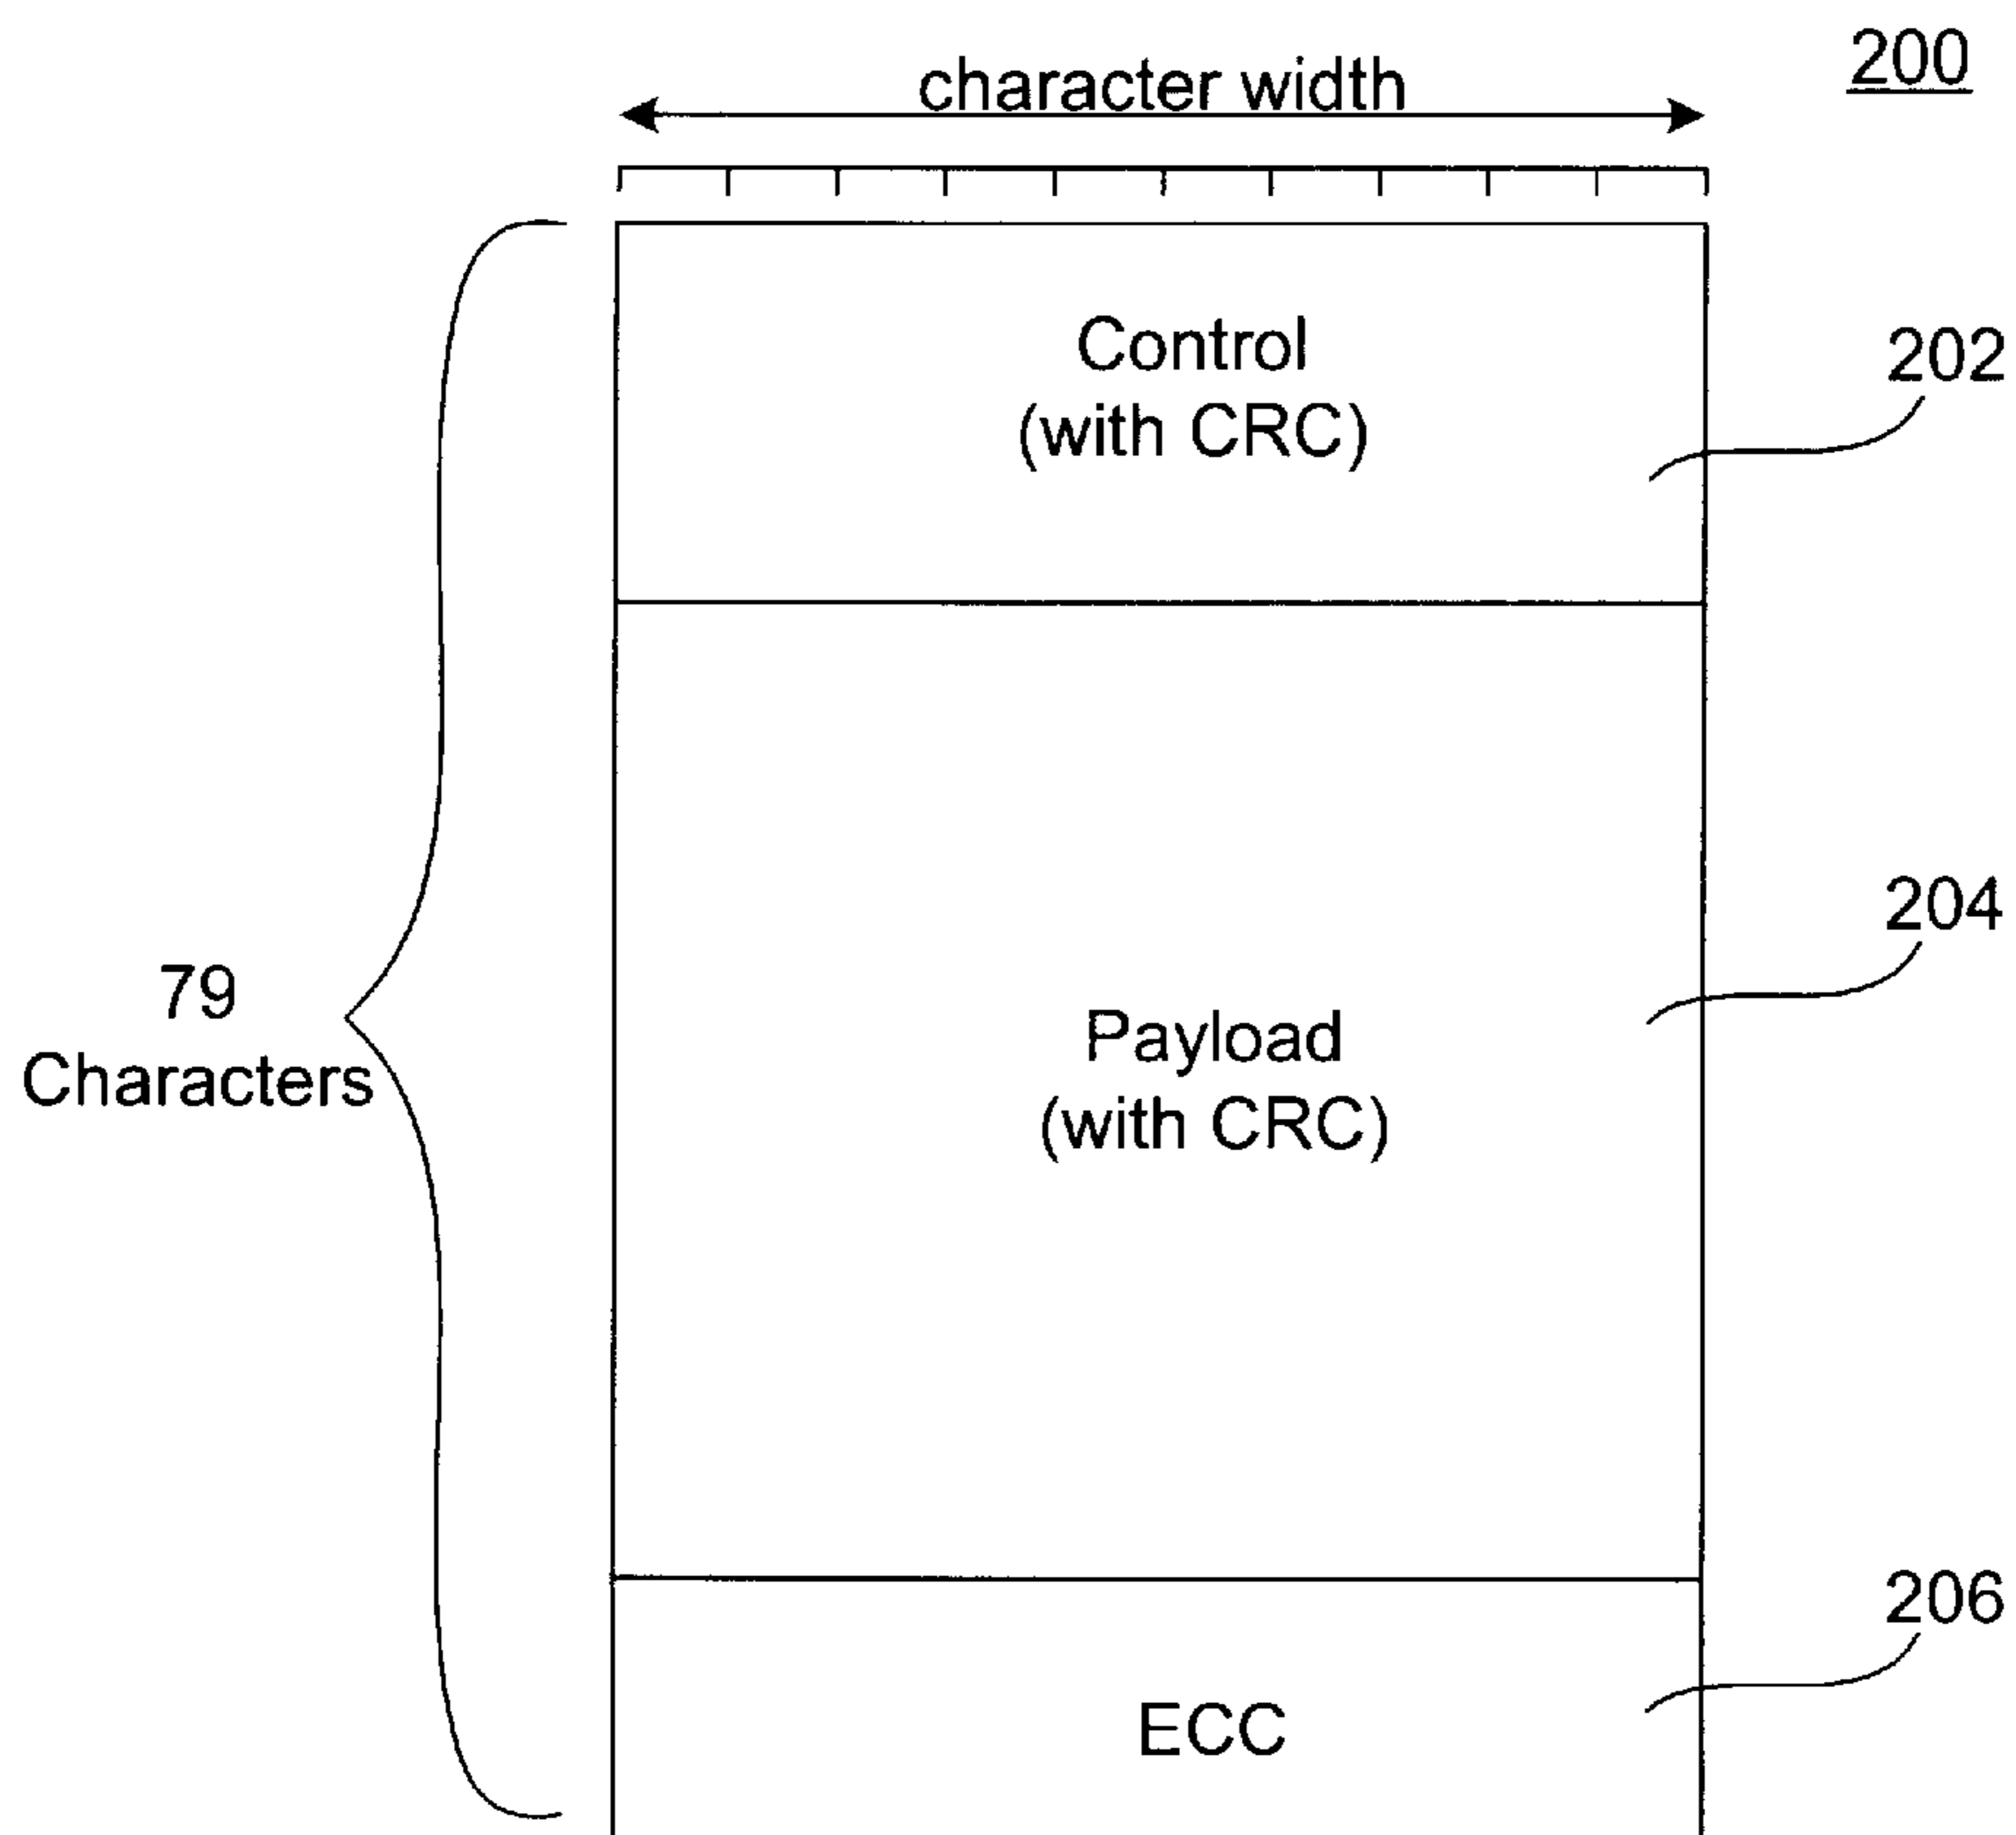 200
character width
Control
(with CRC)
202
204
79
Characters
Payload
(with CRC)
206
ECC